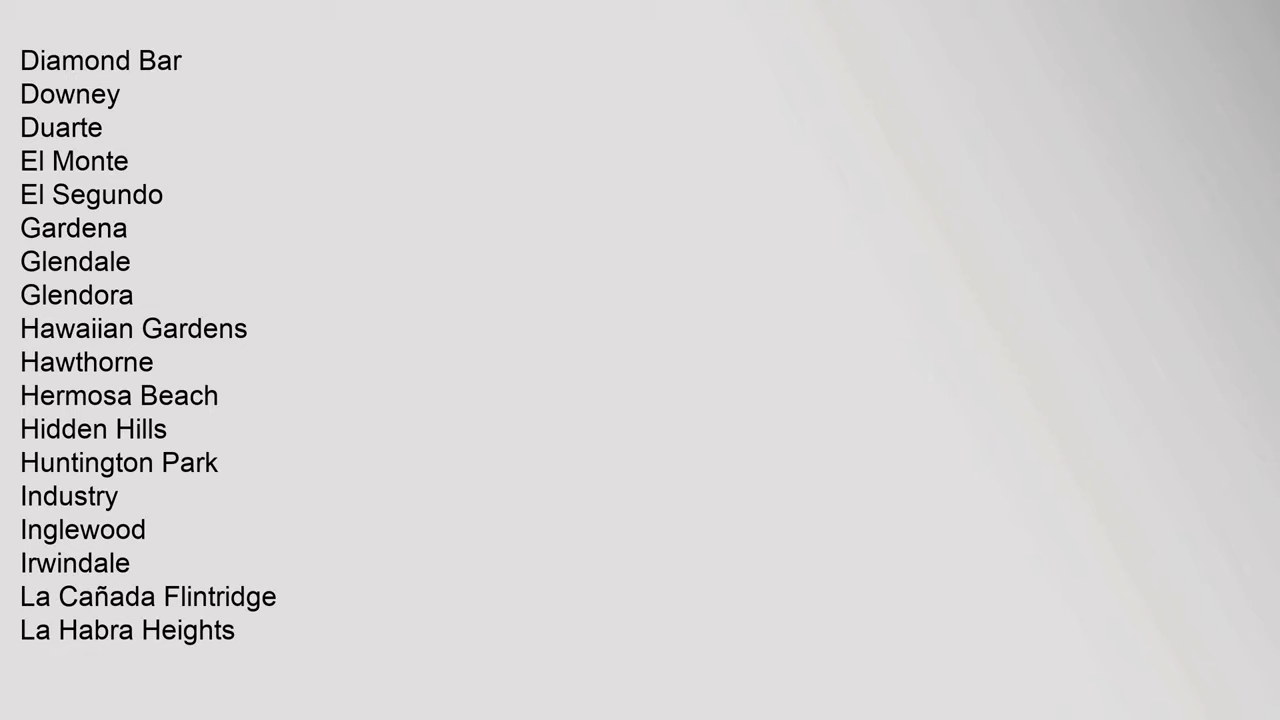 Diamond Bar
Downey
Duarte
El Monte
El Segundo
Gardena
Glendale
Glendora
Hawaiian Gardens
Hawthorne
Hermosa Beach
Hidden Hills
Huntington Park
Industry
Inglewood
Irwindale
La Cañada Flintridge
La Habra Heights